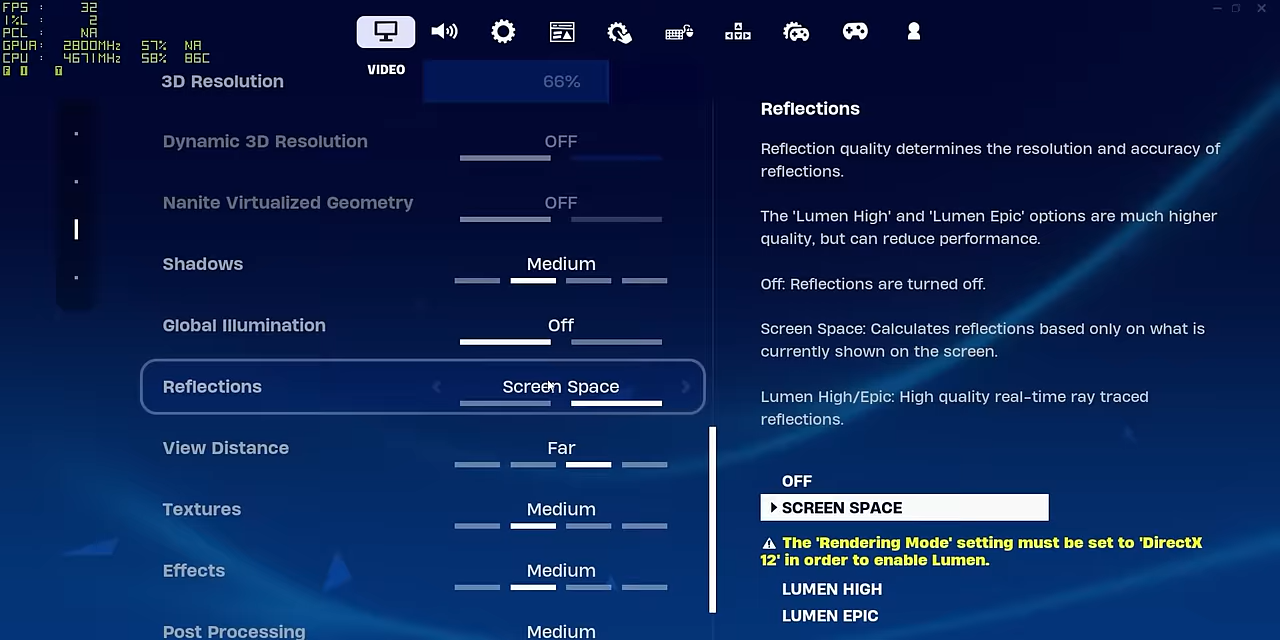 FPS : 32
1%L : 2
PCL : NA
GPUA: 2800MHz 57% NA
CPU : 4671MHz 58% 86C
F I T
VIDEO
3D Resolution 66%
Dynamic 3D Resolution OFF
Nanite Virtualized Geometry OFF
Shadows Medium
Global Illumination Off
Reflections Screen Space
View Distance Far
Textures Medium
Effects Medium
Post Processing Medium
Reflections
Reflection quality determines the resolution and accuracy of
reflections.
The 'Lumen High' and 'Lumen Epic' options are much higher
quality, but can reduce performance.
Off: Reflections are turned off.
Screen Space: Calculates reflections based only on what is
currently shown on the screen.
Lumen High/Epic: High quality real-time ray traced
reflections.
OFF
SCREEN SPACE
The 'Rendering Mode' setting must be set to 'DirectX
12' in order to enable Lumen.
LUMEN HIGH
LUMEN EPIC